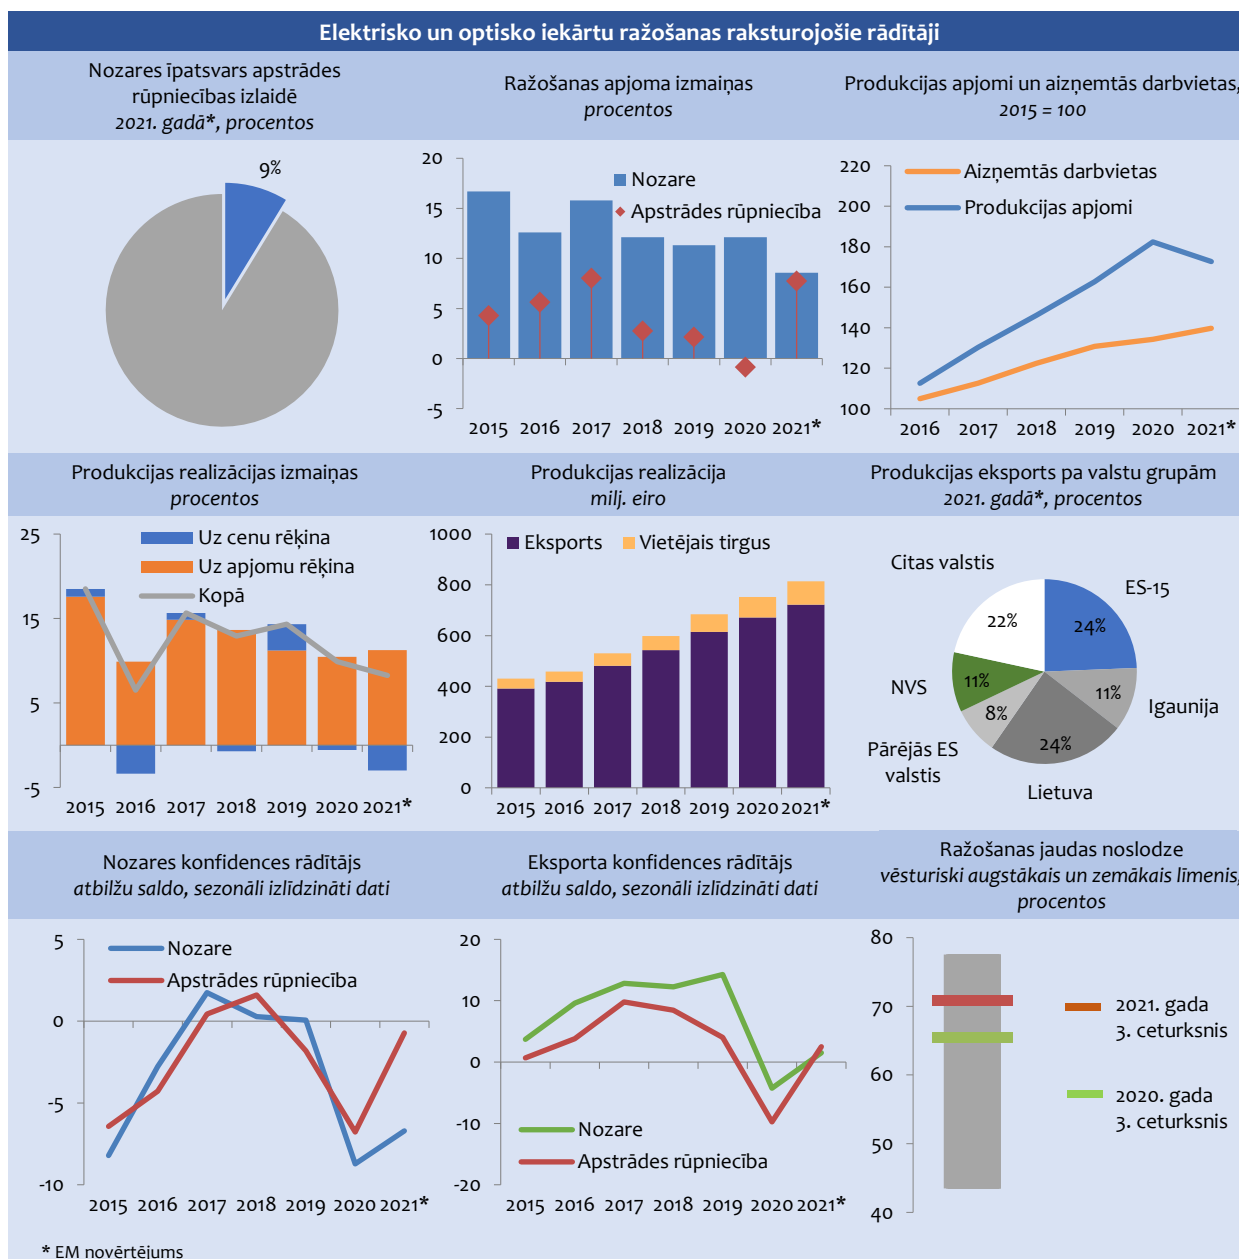 Elektrisko un optisko iekārtu ražošanas raksturojošie rādītāji
Nozares īpatsvars apstrādes
rūpniecības izlaidē
2021. gadā*, procentos
9%
Ražošanas apjoma izmaiņas
procentos
20
15
10
5
0
-5
Nozare
Apstrādes rūpniecība
2015 2016 2017 2018 2019 2020 2021*
Produkcijas apjomi un aizņemtās darbvietas,
2015 = 100
220
200
180
160
140
120
100
Aizņemtās darbvietas
Produkcijas apjomi
2016 2017 2018 2019 2020 2021*
Produkcijas realizācijas izmaiņas
procentos
25
15
5
-5
Uz cenu rēķina
Uz apjomu rēķina
Kopā
2015 2016 2017 2018 2019 2020 2021*
Produkcijas realizācija
milj. eiro
1000
800
600
400
200
0
Eksports
Vietējais tirgus
2015 2016 2017 2018 2019 2020 2021*
Produkcijas eksports pa valstu grupām
2021. gadā*, procentos
Citas valstis
ES-15
22%
24%
NVS
11%
11%
Igaunija
8%
24%
Pārējās ES
valstis
Lietuva
Nozares konfidences rādītājs
atbilžu saldo, sezonāli izlīdzināti dati
5
0
-5
-10
Nozare
Apstrādes rūpniecība
2015 2016 2017 2018 2019 2020 2021*
Eksporta konfidences rādītājs
atbilžu saldo, sezonāli izlīdzināti dati
20
10
0
-10
-20
Nozare
Apstrādes rūpniecība
2015 2016 2017 2018 2019 2020 2021*
Ražošanas jaudas noslodze
vēsturiski augstākais un zemākais līmenis,
procentos
80
70
60
50
40
2021. gada
3. ceturksnis
2020. gada
3. ceturksnis
* EM novērtējums